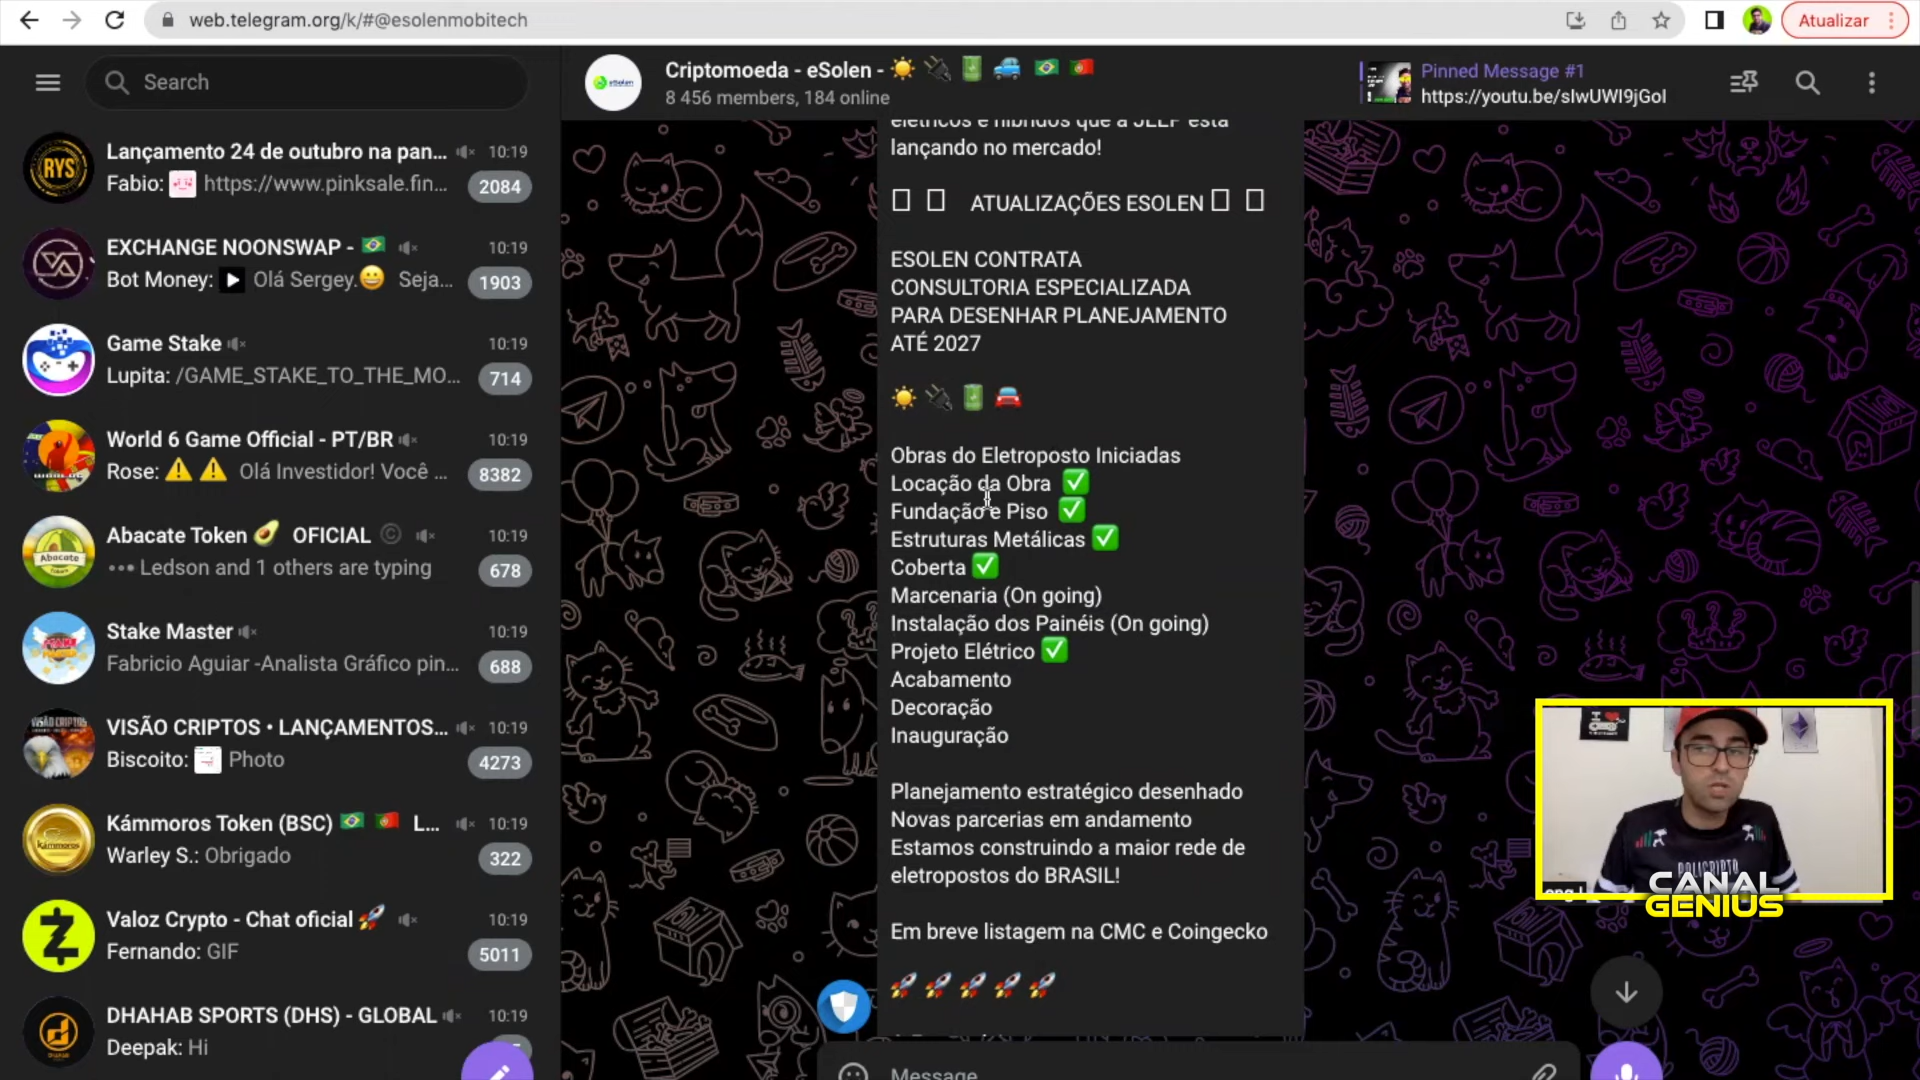 web.telegram.org/k/#@esolenmobitech
Atualizar
Search
Lançamento 24 de outubro na pan... 10:19
Fabio: https://www.pinksale.fin... 2084
EXCHANGE NOONSWAP - 🇧🇷 10:19
Bot Money: Olá Sergey.😀 Seja... 1903
Game Stake 10:19
Lupita: /GAME_STAKE_TO_THE_MO... 714
World 6 Game Official - PT/BR 10:19
Rose: ⚠️ ⚠️ Olá Investidor! Você ... 8382
Abacate Token 🥑 OFICIAL © 10:19
••• Ledson and 1 others are typing 678
Stake Master 10:19
Fabricio Aguiar -Analista Gráfico pin... 688
VISÃO CRIPTOS • LANÇAMENTOS... 10:19
Biscoito: Photo 4273
Kámmoros Token (BSC) 🇧🇷 🇵🇹 L... 10:19
Warley S.: Obrigado 322
Valoz Crypto - Chat oficial 🚀 10:19
Fernando: GIF 5011
DHAHAB SPORTS (DHS) - GLOBAL 10:19
Deepak: Hi
Criptomoeda - eSolen - ☀️ 🔌 🔋 🚙 🇧🇷 🇵🇹
8 456 members, 184 online
Pinned Message #1
https://youtu.be/sIwUWI9jGoI
elétricos e híbridos que a JELF está
lançando no mercado!
ATUALIZAÇÕES ESOLEN
ESOLEN CONTRATA
CONSULTORIA ESPECIALIZADA
PARA DESENHAR PLANEJAMENTO
ATÉ 2027
☀️ 🔌 🔋 🚘
Obras do Eletroposto Iniciadas
Locação da Obra ✅
Fundação e Piso ✅
Estruturas Metálicas ✅
Coberta ✅
Marcenaria (On going)
Instalação dos Painéis (On going)
Projeto Elétrico ✅
Acabamento
Decoração
Inauguração
Planejamento estratégico desenhado
Novas parcerias em andamento
Estamos construindo a maior rede de
eletropostos do BRASIL!
Em breve listagem na CMC e Coingecko
🚀 🚀 🚀 🚀 🚀
Message
CANAL
GENIUS